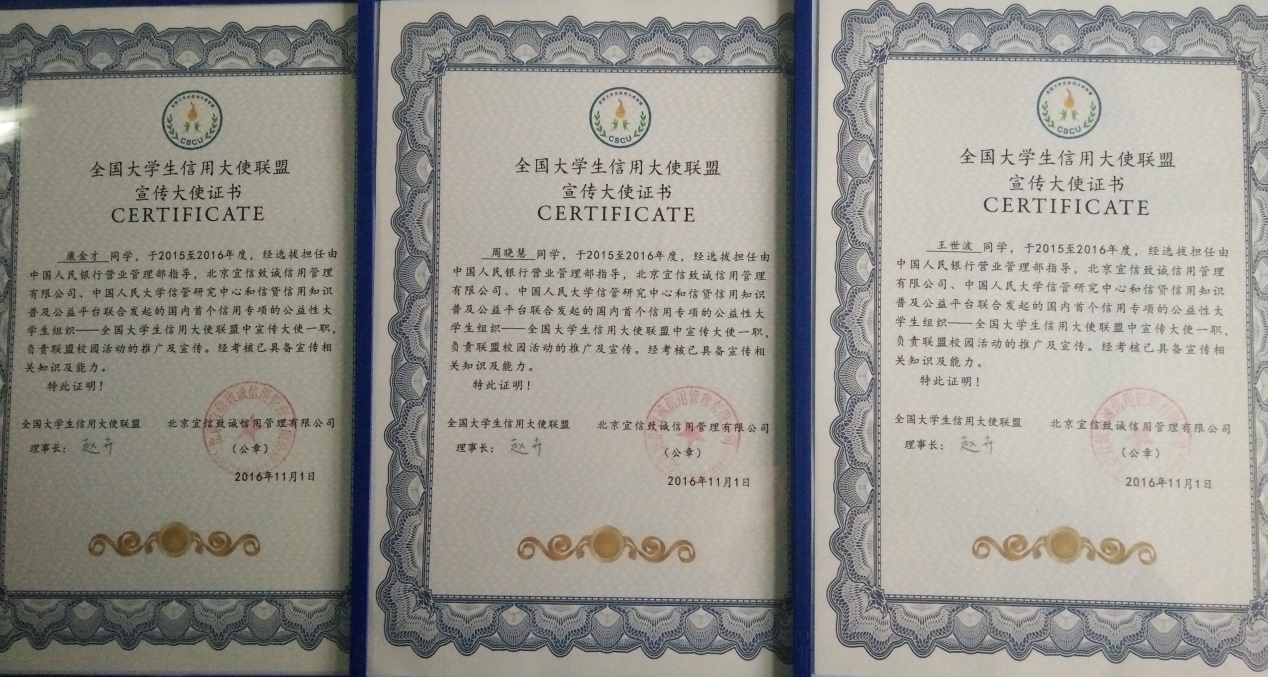 CSCU
全国大学生信用大使联盟
宣传大使证书
CERTIFICATE
康金才 同学，于2015至2016年度，经选拔担任由
中国人民银行营业管理部指导，北京宜信致诚信用管理
有限公司、中国人民大学信管研究中心和信贷信用知识
普及公益平台联合发起的国内首个信用专项的公益性大
学生组织——全国大学生信用大使联盟中宣传大使一职，
负责联盟校园活动的推广及宣传。经考核已具备宣传相
关知识及能力。
特此证明！
全国大学生信用大使联盟 北京宜信致诚信用管理有限公司
理事长： 赵卉 （公章）
2016年11月1日
CSCU
全国大学生信用大使联盟
宣传大使证书
CERTIFICATE
周晓慧 同学，于2015至2016年度，经选拔担任由
中国人民银行营业管理部指导，北京宜信致诚信用管理
有限公司、中国人民大学信管研究中心和信贷信用知识
普及公益平台联合发起的国内首个信用专项的公益性大
学生组织——全国大学生信用大使联盟中宣传大使一职，
负责联盟校园活动的推广及宣传。经考核已具备宣传相
关知识及能力。
特此证明！
全国大学生信用大使联盟 北京宜信致诚信用管理有限公司
理事长： 赵卉 （公章）
2016年11月1日
CSCU
全国大学生信用大使联盟
宣传大使证书
CERTIFICATE
王世波 同学，于2015至2016年度，经选拔担任由
中国人民银行营业管理部指导，北京宜信致诚信用管理
有限公司、中国人民大学信管研究中心和信贷信用知识
普及公益平台联合发起的国内首个信用专项的公益性大
学生组织——全国大学生信用大使联盟中宣传大使一职，
负责联盟校园活动的推广及宣传。经考核已具备宣传相
关知识及能力。
特此证明！
全国大学生信用大使联盟 北京宜信致诚信用管理有限公司
理事长： 赵卉 （公章）
2016年11月1日